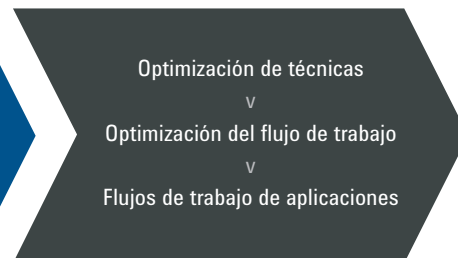 Optimización de técnicas
v
Optimización del flujo de trabajo
v
Flujos de trabajo de aplicaciones